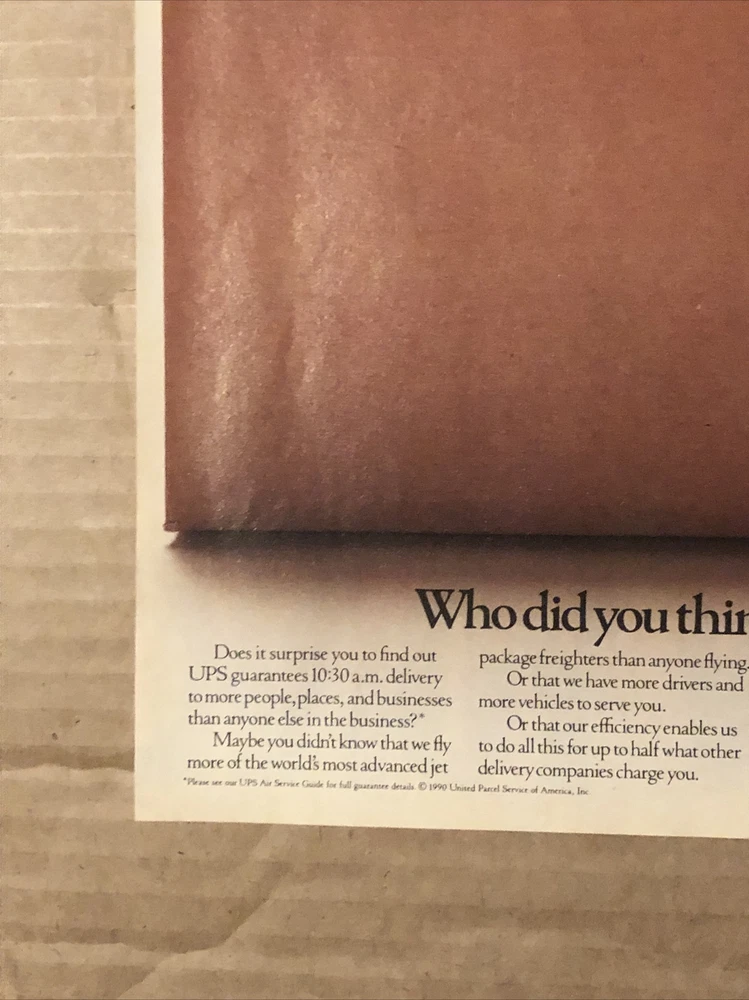 Who did you thin
Does it surprise you to find out
UPS guarantees 10:30 a.m. delivery
to more people, places, and businesses
than anyone else in the business?*
Maybe you didn't know that we fly
more of the world's most advanced jet
package freighters than anyone flying.
Or that we have more drivers and
more vehicles to serve you.
Or that our efficiency enables us
to do all this for up to half what other
delivery companies charge you.
*Please see our UPS Air Service Guide for full guarantee details. © 1990 United Parcel Service of America, Inc.